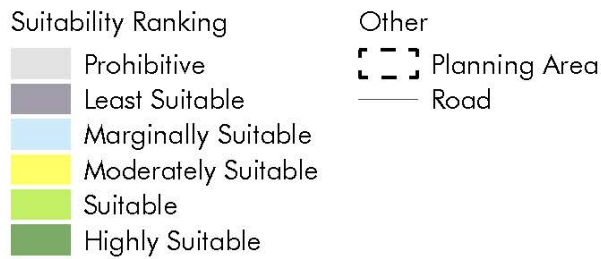 Suitability Ranking
Prohibitive
Least Suitable
Marginally Suitable
Moderately Suitable
Suitable
Highly Suitable
Other
Planning Area
Road